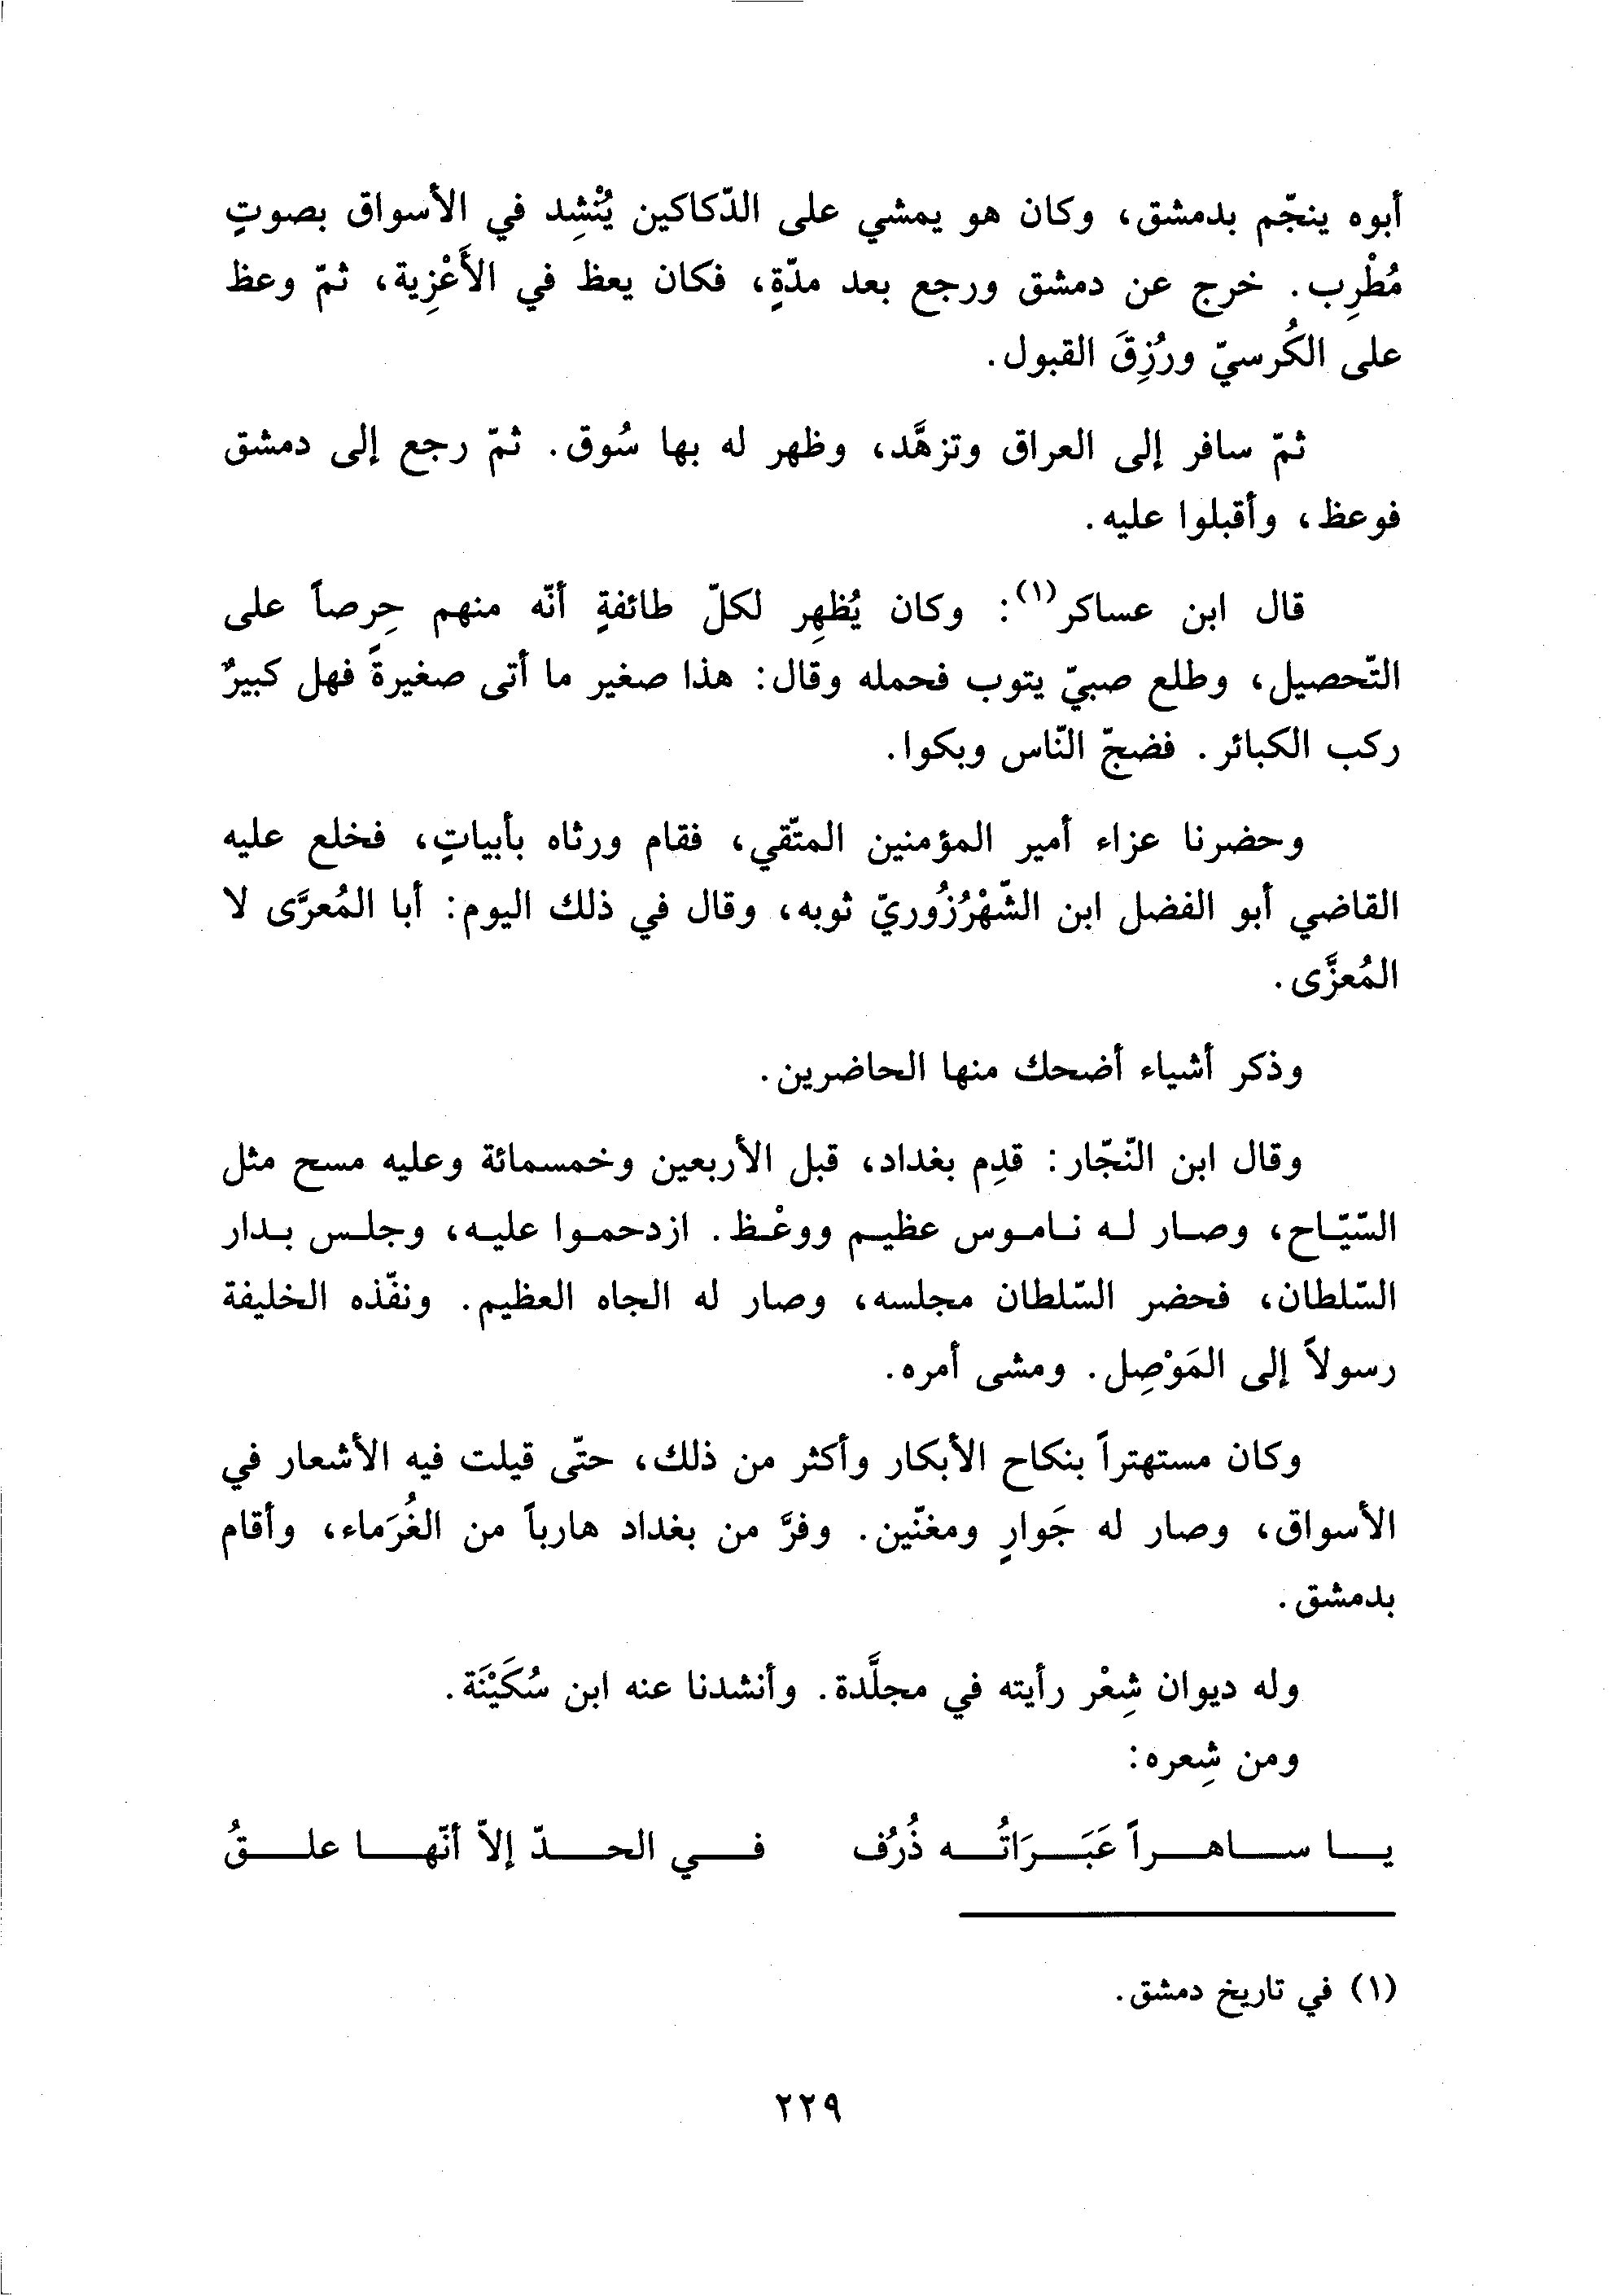 أبوه ينجّم بدمشق، وكان هو يمشي على الدّكاكين يُنْشِد في الأسواق بصوتٍ
مُطْرِب. خرج عن دمشق ورجع بعد مدّةٍ، فكان يعظ في الأَعْزِية، ثمّ وعظ
على الكُرسيّ ورُزِقَ القبول.
ثمّ سافر إلى العراق وتزهَّد، وظهر له بها سُوق. ثمّ رجع إلى دمشق
فوعظ، وأقبلوا عليه.
قال ابن عساكر(١): وكان يُظهِر لكلّ طائفةٍ أنّه منهم حِرصاً على
التّحصيل، وطلع صبيّ يتوب فحمله وقال: هذا صغير ما أتى صغيرةً فهل كبيرٌ
ركب الكبائر. فضجّ النّاس وبكوا.
وحضرنا عزاء أمير المؤمنين المتّقي، فقام ورثاه بأبياتٍ، فخلع عليه
القاضي أبو الفضل ابن الشّهْرُزُوريّ ثوبه، وقال في ذلك اليوم: أبا المُعرَّى لا
المُعزَّى.
وذكر أشياء أضحك منها الحاضرين.
وقال ابن النّجّار: قدِم بغداد، قبل الأربعين وخمسمائة وعليه مسح مثل
السّيّاح، وصار له ناموس عظيم ووعْظ. ازدحموا عليه، وجلس بدار
السّلطان، فحضر السّلطان مجلسه، وصار له الجاه العظيم. ونفّذه الخليفة
رسولاً إلى المَوْصِل. ومشى أمره.
وكان مستهتراً بنكاح الأبكار وأكثر من ذلك، حتّى قيلت فيه الأشعار في
الأسواق، وصار له جَوارٍ ومغنّين. وفرَّ من بغداد هارباً من الغُرَماء، وأقام
بدمشق.
وله ديوان شِعْر رأيته في مجلَّدة. وأنشدنا عنه ابن سُكَيْنَة.
ومن شِعره:
يا ساهراً عَبَرَاتُه ذُرُف في الحدّ إلاّ أنّها علقُ
(١) في تاريخ دمشق.
٢٢٩